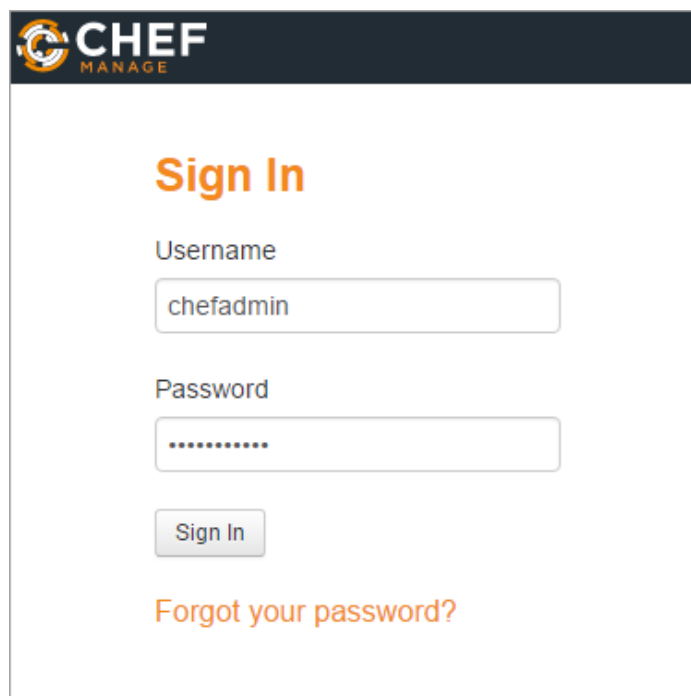 CHEF
MANAGE
Sign In
Username
chefadmin
Password
•••••••••••
Sign In
Forgot your password?